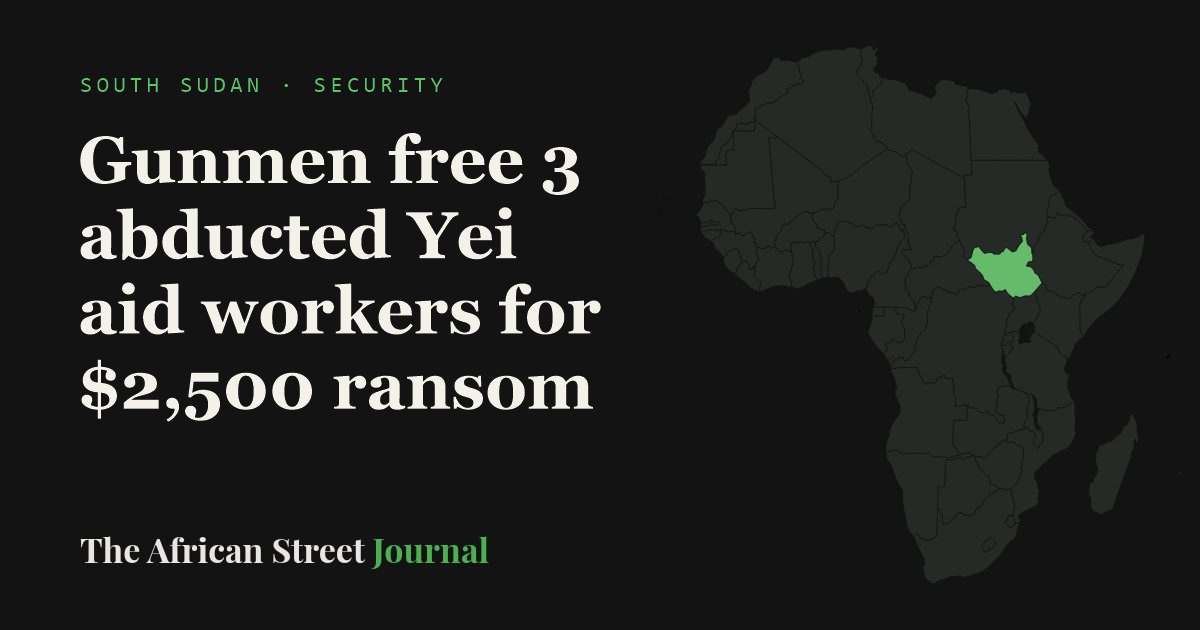 SOUTH SUDAN · SECURITY
Gunmen free 3
abducted Yei
aid workers for
$2,500 ransom
The African Street Journal